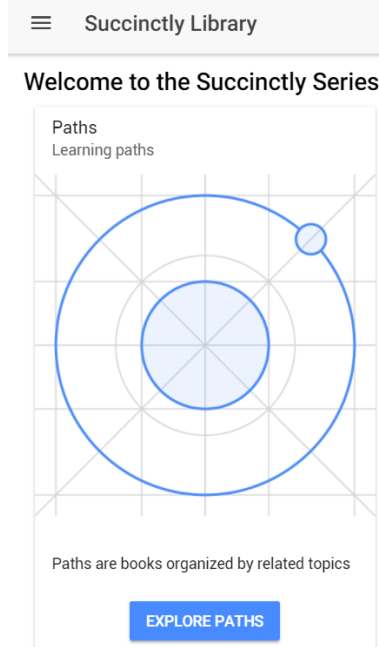 Succinctly Library
Welcome to the Succinctly Series
Paths
Learning paths
Paths are books organized by related topics
EXPLORE PATHS